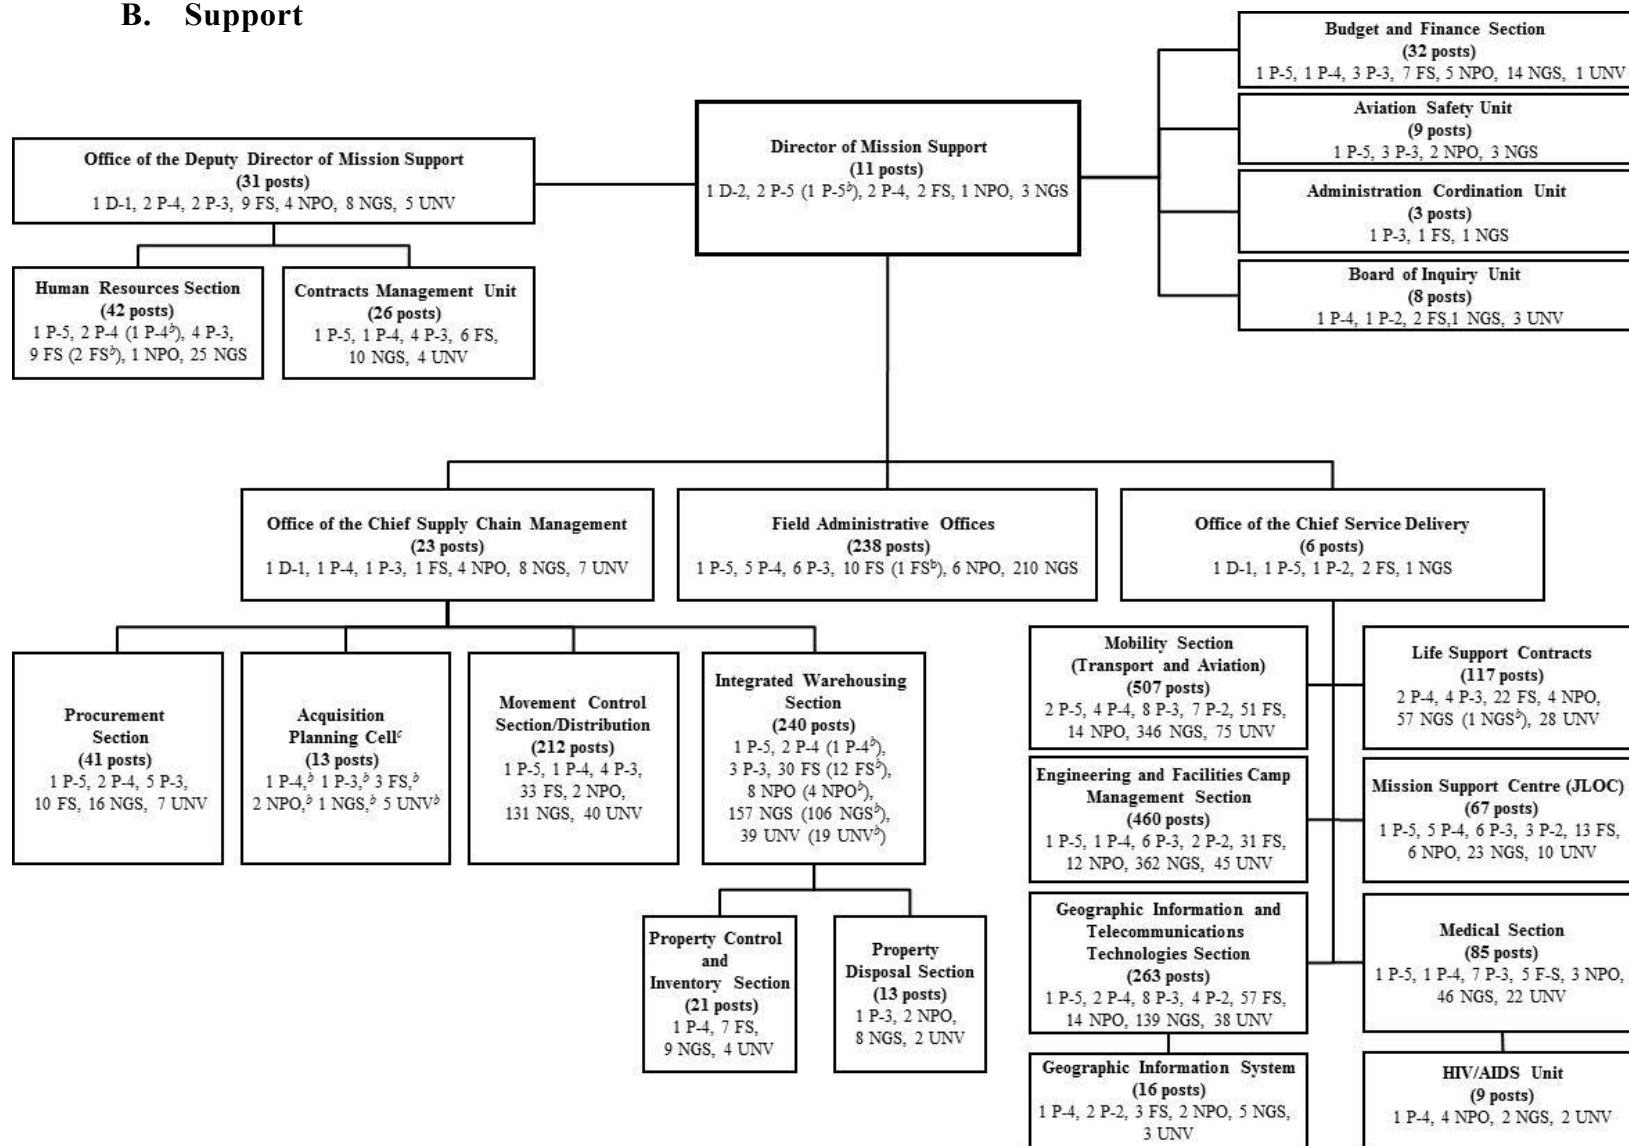 B. Support
Budget and Finance Section
(32 posts)
1 P-5, 1 P-4, 3 P-3, 7 FS, 5 NPO, 14 NGS, 1 UNV
Aviation Safety Unit
(9 posts)
1 P-5, 3 P-3, 2 NPO, 3 NGS
Administration Cordination Unit
(3 posts)
1 P-3, 1 FS, 1 NGS
Board of Inquiry Unit
(8 posts)
1 P-4, 1 P-2, 2 FS,1 NGS, 3 UNV
Director of Mission Support
(11 posts)
1 D-2, 2 P-5 (1 P-5ᵇ), 2 P-4, 2 FS, 1 NPO, 3 NGS
Office of the Deputy Director of Mission Support
(31 posts)
1 D-1, 2 P-4, 2 P-3, 9 FS, 4 NPO, 8 NGS, 5 UNV
Human Resources Section
(42 posts)
1 P-5, 2 P-4 (1 P-4ᵇ), 4 P-3,
9 FS (2 FSᵇ), 1 NPO, 25 NGS
Contracts Management Unit
(26 posts)
1 P-5, 1 P-4, 4 P-3, 6 FS,
10 NGS, 4 UNV
Office of the Chief Supply Chain Management
(23 posts)
1 D-1, 1 P-4, 1 P-3, 1 FS, 4 NPO, 8 NGS, 7 UNV
Field Administrative Offices
(238 posts)
1 P-5, 5 P-4, 6 P-3, 10 FS (1 FSᵇ), 6 NPO, 210 NGS
Office of the Chief Service Delivery
(6 posts)
1 D-1, 1 P-5, 1 P-2, 2 FS, 1 NGS
Procurement
Section
(41 posts)
1 P-5, 2 P-4, 5 P-3,
10 FS, 16 NGS, 7 UNV
Acquisition
Planning Cellᶜ
(13 posts)
1 P-4,ᵇ 1 P-3,ᵇ 3 FS,ᵇ
2 NPO,ᵇ 1 NGS,ᵇ 5 UNVᵇ
Movement Control
Section/Distribution
(212 posts)
1 P-5, 1 P-4, 4 P-3,
33 FS, 2 NPO,
131 NGS, 40 UNV
Integrated Warehousing
Section
(240 posts)
1 P-5, 2 P-4 (1 P-4ᵇ),
3 P-3, 30 FS (12 FSᵇ),
8 NPO (4 NPOᵇ),
157 NGS (106 NGSᵇ),
39 UNV (19 UNVᵇ)
Property Control
and
Inventory Section
(21 posts)
1 P-4, 7 FS,
9 NGS, 4 UNV
Property
Disposal Section
(13 posts)
1 P-3, 2 NPO,
8 NGS, 2 UNV
Mobility Section
(Transport and Aviation)
(507 posts)
2 P-5, 4 P-4, 8 P-3, 7 P-2, 51 FS,
14 NPO, 346 NGS, 75 UNV
Life Support Contracts
(117 posts)
2 P-4, 4 P-3, 22 FS, 4 NPO,
57 NGS (1 NGSᵇ), 28 UNV
Engineering and Facilities Camp
Management Section
(460 posts)
1 P-5, 1 P-4, 6 P-3, 2 P-2, 31 FS,
12 NPO, 362 NGS, 45 UNV
Mission Support Centre (JLOC)
(67 posts)
1 P-5, 5 P-4, 6 P-3, 3 P-2, 13 FS,
6 NPO, 23 NGS, 10 UNV
Geographic Information and
Telecommunications
Technologies Section
(263 posts)
1 P-5, 2 P-4, 8 P-3, 4 P-2, 57 FS,
14 NPO, 139 NGS, 38 UNV
Medical Section
(85 posts)
1 P-5, 1 P-4, 7 P-3, 5 F-S, 3 NPO,
46 NGS, 22 UNV
Geographic Information System
(16 posts)
1 P-4, 2 P-2, 3 FS, 2 NPO, 5 NGS,
3 UNV
HIV/AIDS Unit
(9 posts)
1 P-4, 4 NPO, 2 NGS, 2 UNV